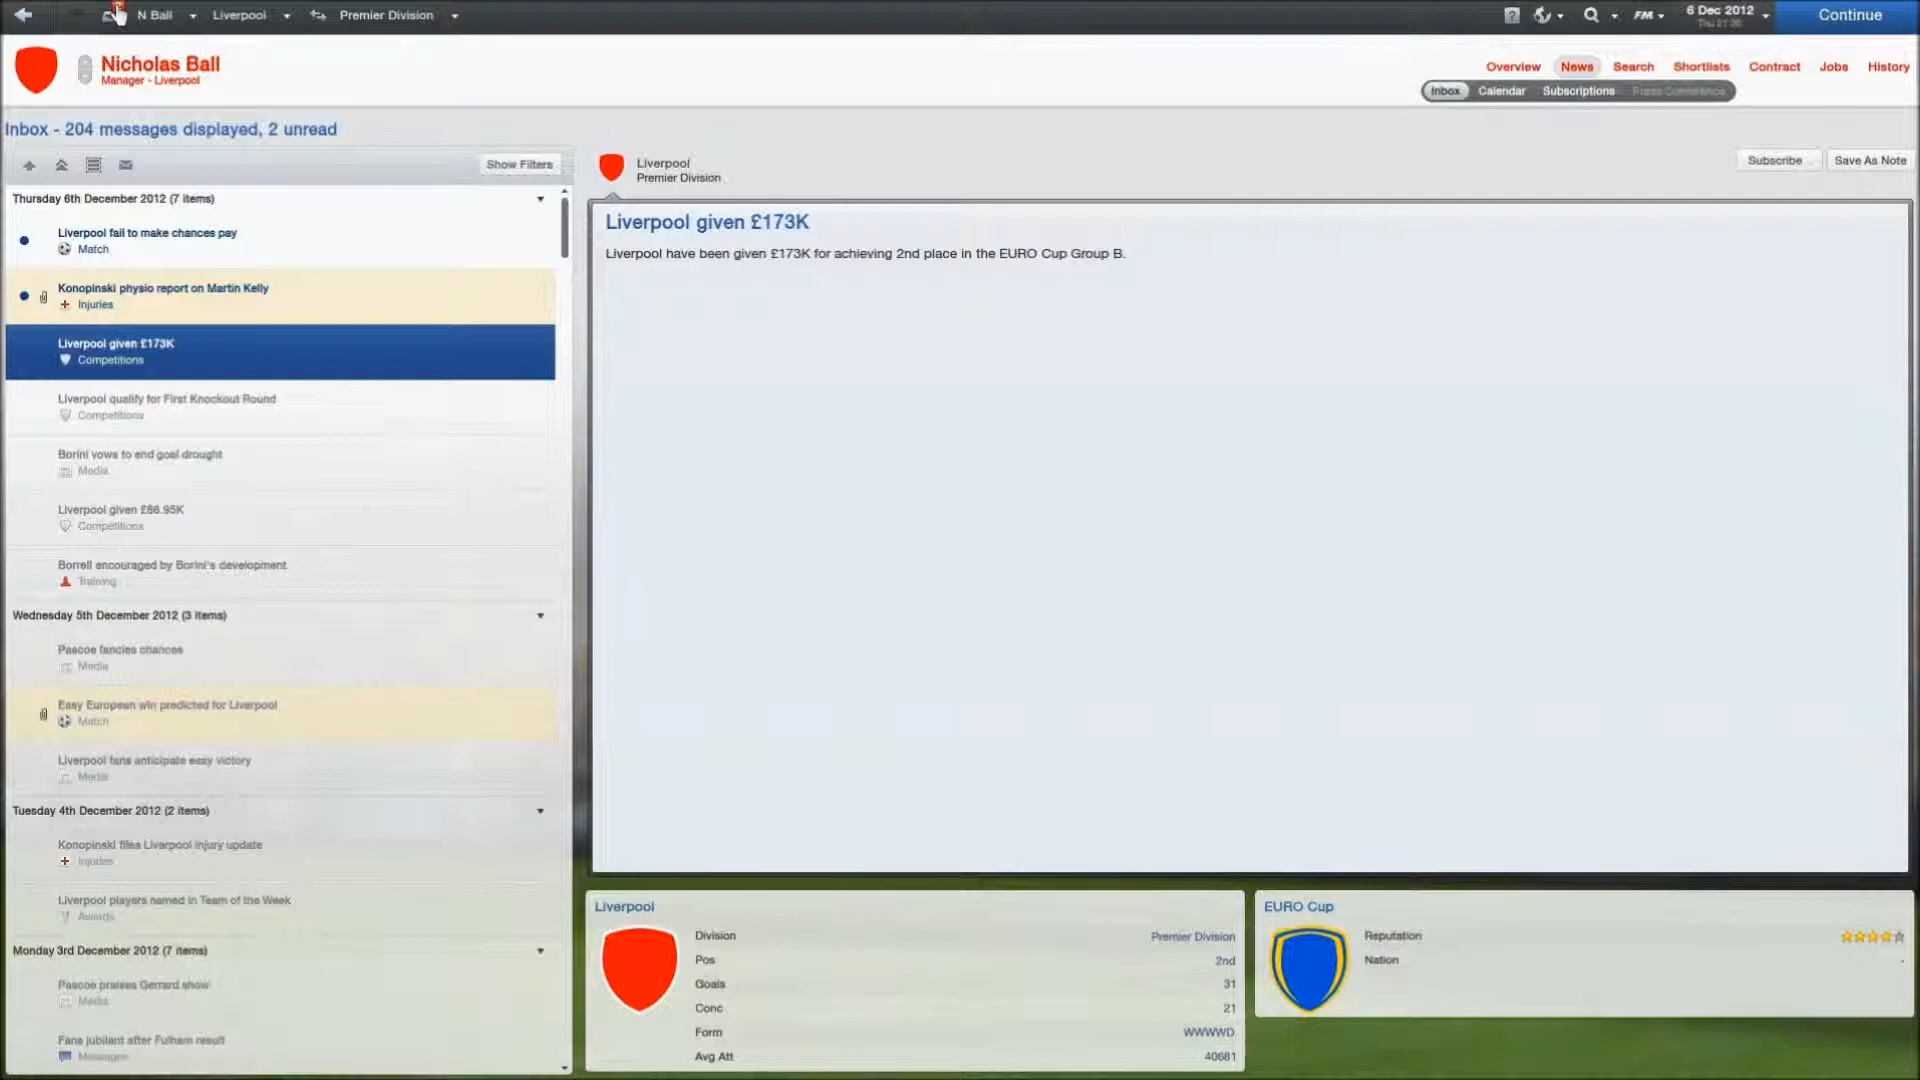 N Ball
Liverpool
Premier Division
FM
6 Dec 2012
Continue
Nicholas Ball
Manager - Liverpool
Overview
News
Search
Shortlists
Contract
Jobs
History
Inbox
Calendar
Subscriptions
Press Conference
Inbox - 204 messages displayed, 2 unread
Show Filters
Thursday 6th December 2012 (7 items)
Liverpool fail to make chances pay
Match
Konopinski physio report on Martin Kelly
Injuries
Liverpool given £173K
Competitions
Liverpool qualify for First Knockout Round
Competitions
Borini vows to end goal drought
Media
Liverpool given £86.95K
Competitions
Borrell encouraged by Borini's development
Training
Wednesday 5th December 2012 (3 items)
Pascoe fancies chances
Media
Easy European win predicted for Liverpool
Match
Liverpool fans anticipate easy victory
Media
Tuesday 4th December 2012 (2 items)
Konopinski files Liverpool injury update
Injuries
Liverpool players named in Team of the Week
Awards
Monday 3rd December 2012 (7 items)
Pascoe praises Gerrard show
Media
Fans jubilant after Fulham result
Messages
Liverpool
Premier Division
Subscribe
Save As Note
Liverpool given £173K
Liverpool have been given £173K for achieving 2nd place in the EURO Cup Group B.
Liverpool
Division Premier Division
Pos 2nd
Goals 31
Conc 21
Form WWWWD
Avg Att 40681
EURO Cup
Reputation
Nation -